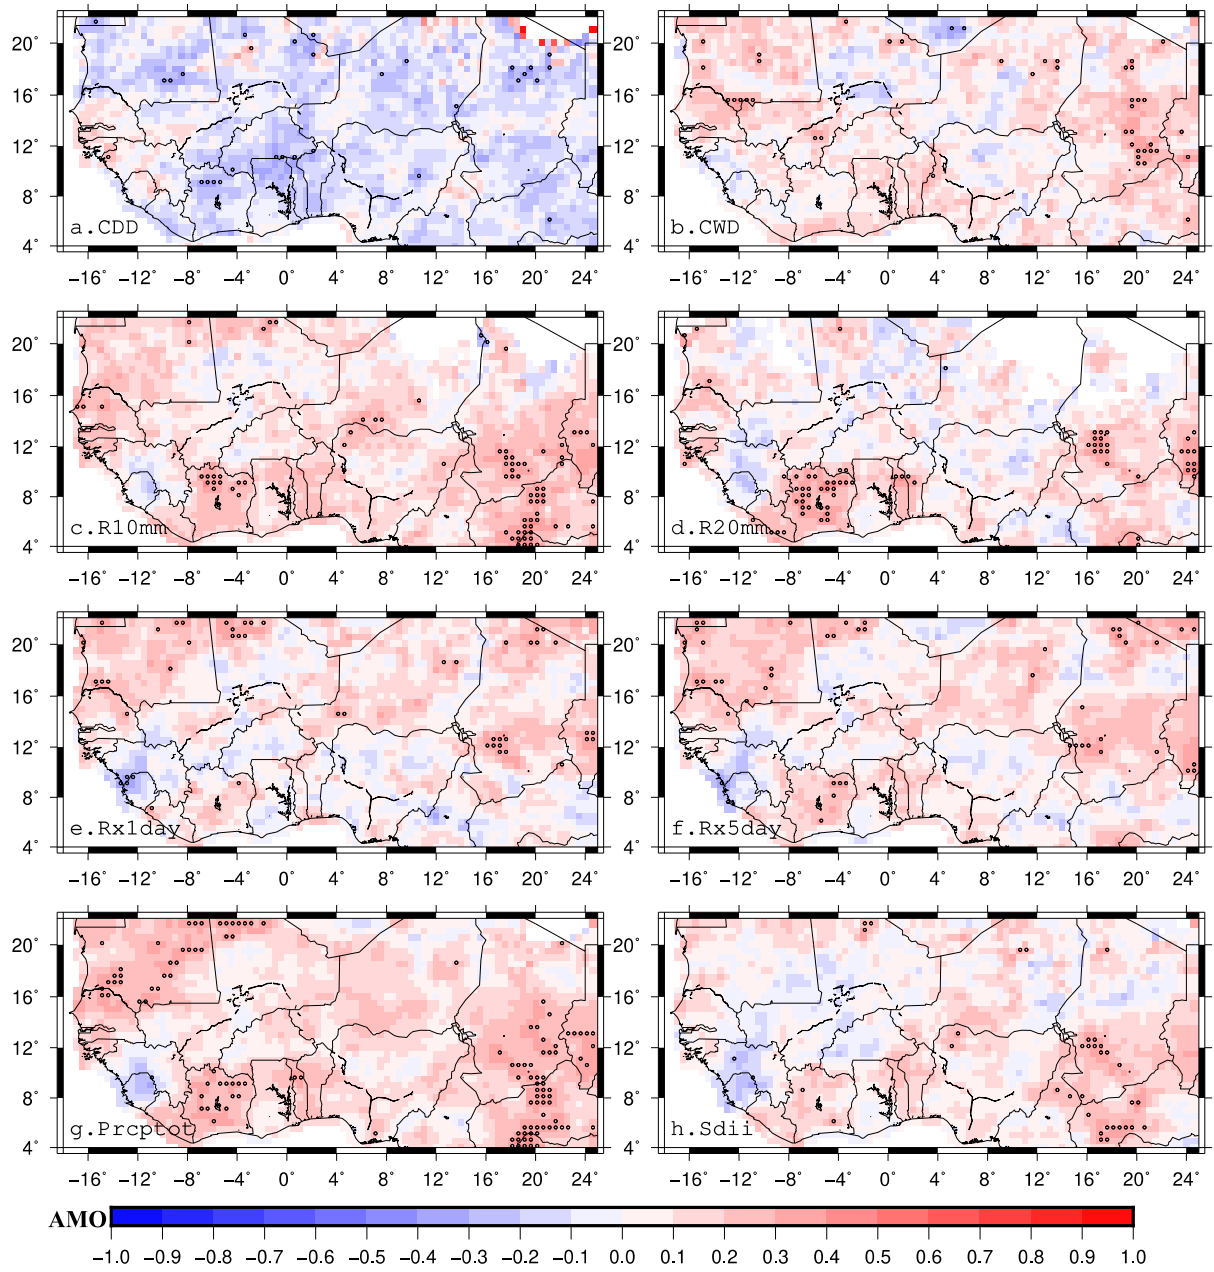 20° 20°
16° 16°
12° 12°
8° 8°
a.CDD b.CWD
4° 4°
−16° −12° −8° −4° 0° 4° 8° 12° 16° 20° 24° −16° −12° −8° −4° 0° 4° 8° 12° 16° 20° 24°
20° 20°
16° 16°
12° 12°
8° 8°
c.R10mm d.R20mm
4° 4°
−16° −12° −8° −4° 0° 4° 8° 12° 16° 20° 24° −16° −12° −8° −4° 0° 4° 8° 12° 16° 20° 24°
20° 20°
16° 16°
12° 12°
8° 8°
e.Rx1day f.Rx5day
4° 4°
−16° −12° −8° −4° 0° 4° 8° 12° 16° 20° 24° −16° −12° −8° −4° 0° 4° 8° 12° 16° 20° 24°
20° 20°
16° 16°
12° 12°
8° 8°
g.Prcptot h.Sdii
4° 4°
−16° −12° −8° −4° 0° 4° 8° 12° 16° 20° 24° −16° −12° −8° −4° 0° 4° 8° 12° 16° 20° 24°
AMO
−1.0 −0.9 −0.8 −0.7 −0.6 −0.5 −0.4 −0.3 −0.2 −0.1 0.0 0.1 0.2 0.3 0.4 0.5 0.6 0.7 0.8 0.9 1.0